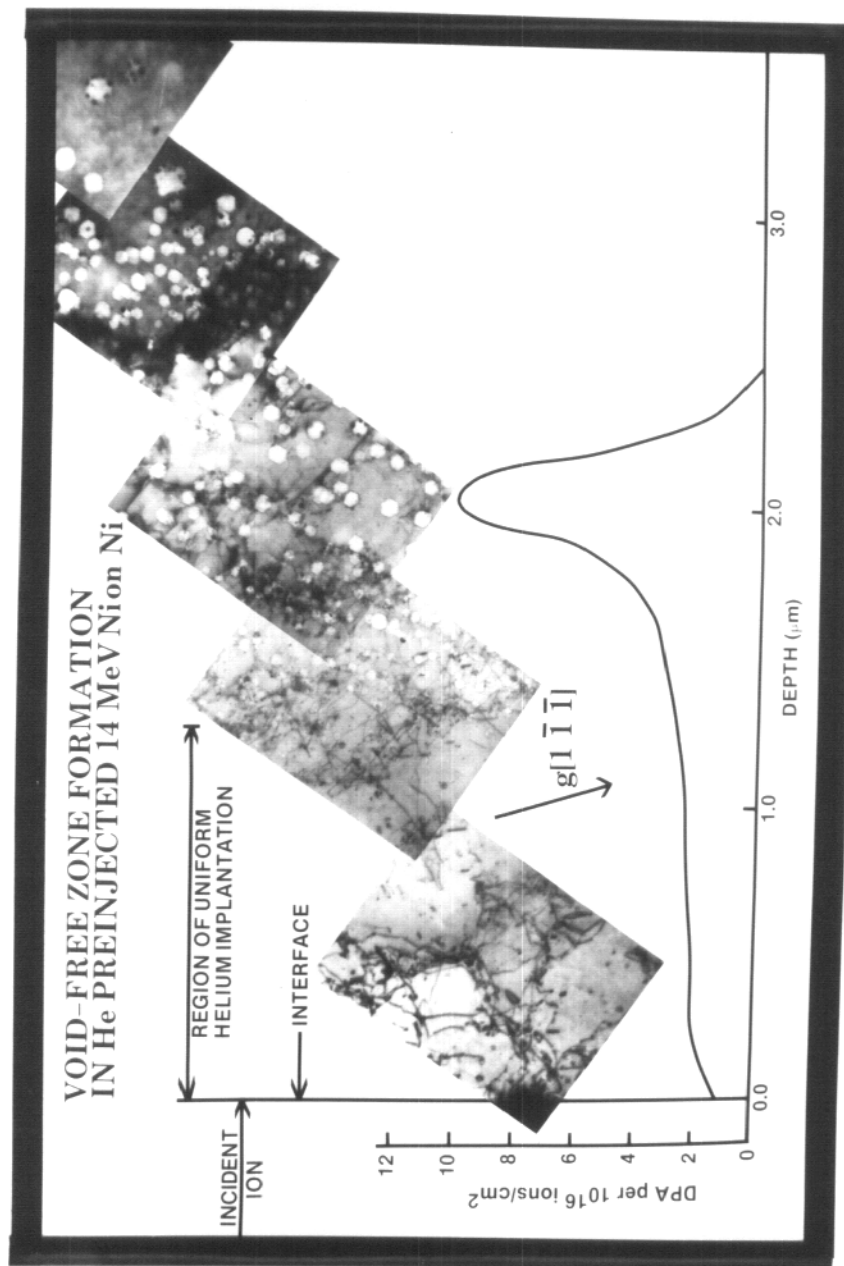 VOID-FREE ZONE FORMATION
IN He PREINJECTED 14 MeV Ni on Ni
REGION OF UNIFORM
HELIUM IMPLANTATION
INTERFACE
INCIDENT
ION
g[1 1̅ 1̅]
DPA per 10¹⁶ ions/cm²
12
10
8
6
4
2
0
0.0
1.0
2.0
3.0
DEPTH (μm)